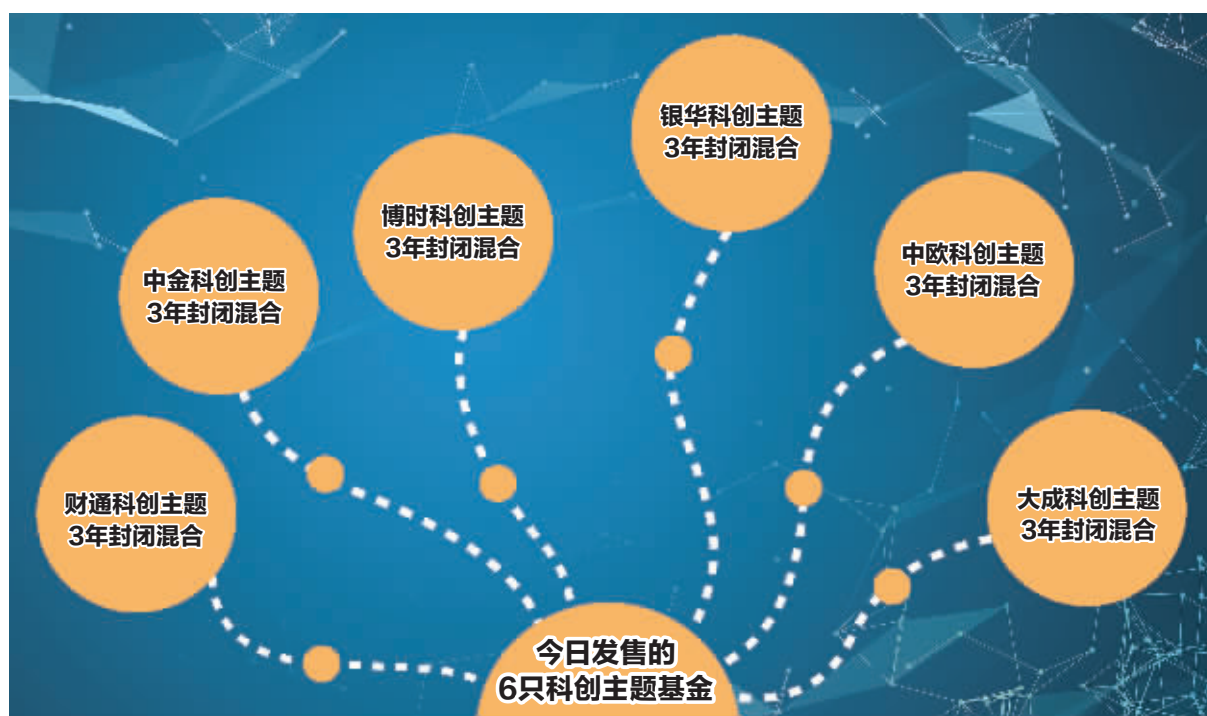 银华科创主题
3年封闭混合
博时科创主题
3年封闭混合
中欧科创主题
3年封闭混合
中金科创主题
3年封闭混合
财通科创主题
3年封闭混合
大成科创主题
3年封闭混合
今日发售的
6只科创主题基金